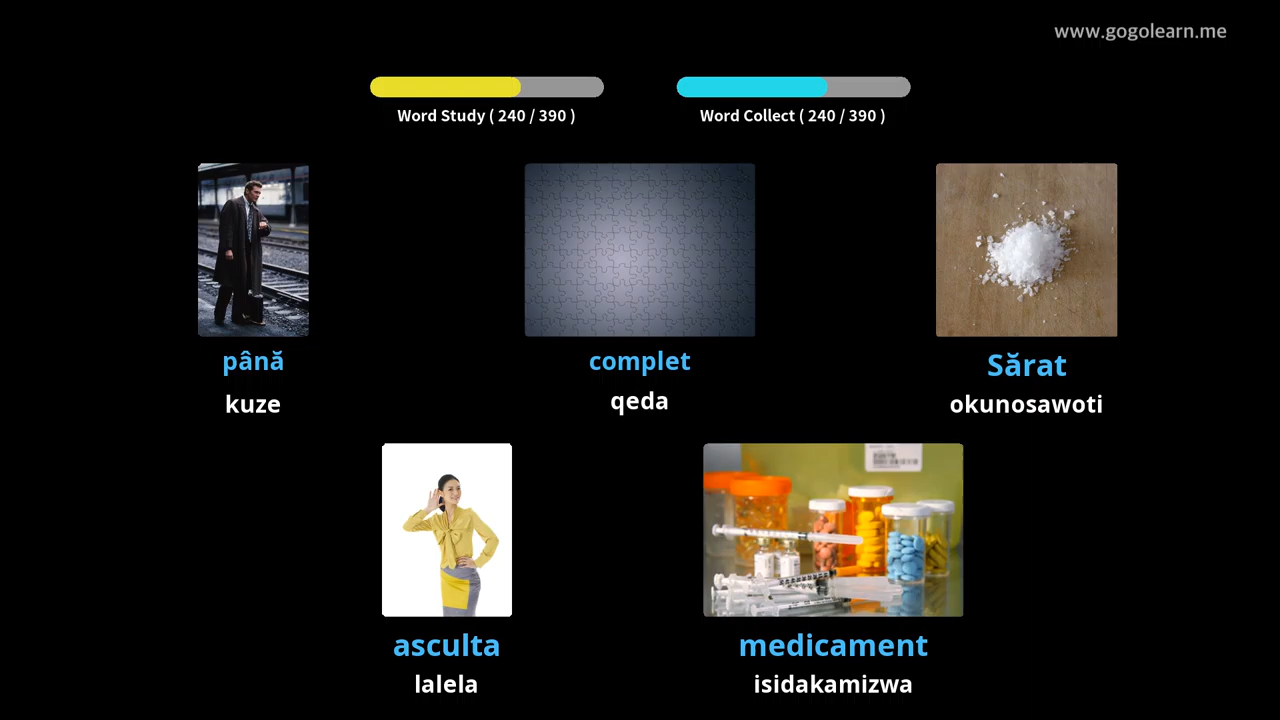 www.gogolearn.me
Word Study ( 240 / 390 )
Word Collect ( 240 / 390 )
până
complet
Sărat
kuze
qeda
okunosawoti
asculta
medicament
lalela
isidakamizwa